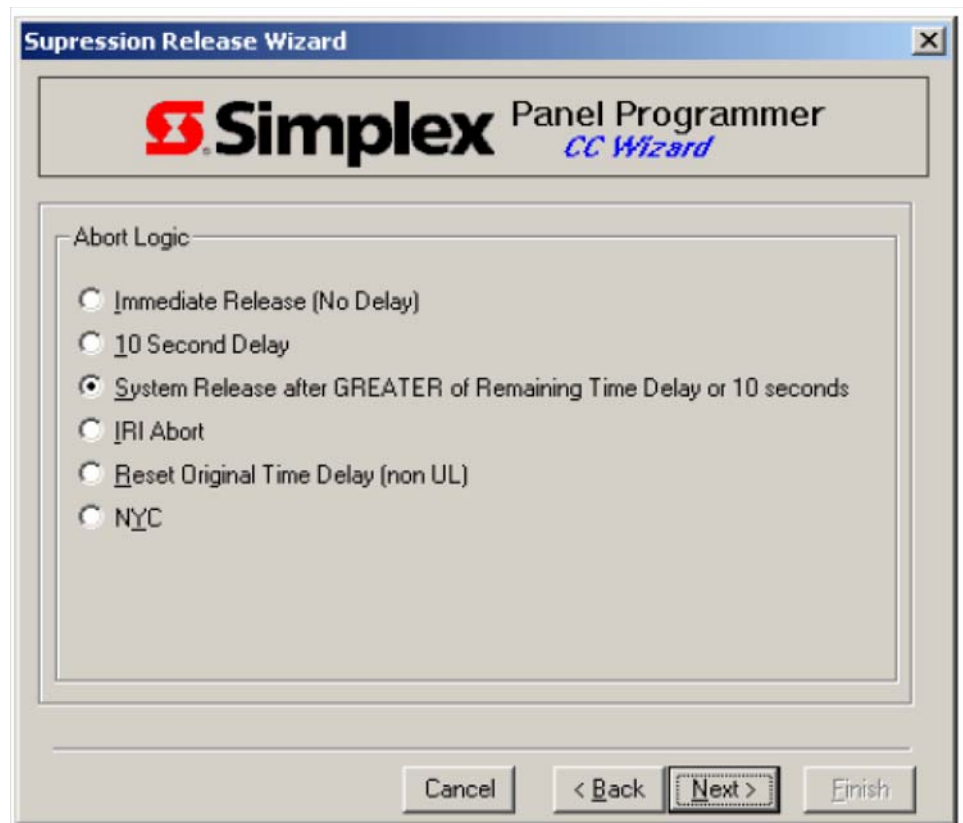 Supression Release Wizard
Simplex Panel Programmer
CC Wizard
Abort Logic
Immediate Release (No Delay)
10 Second Delay
System Release after GREATER of Remaining Time Delay or 10 seconds
IRI Abort
Reset Original Time Delay (non UL)
NYC
Cancel
< Back
Next >
Finish